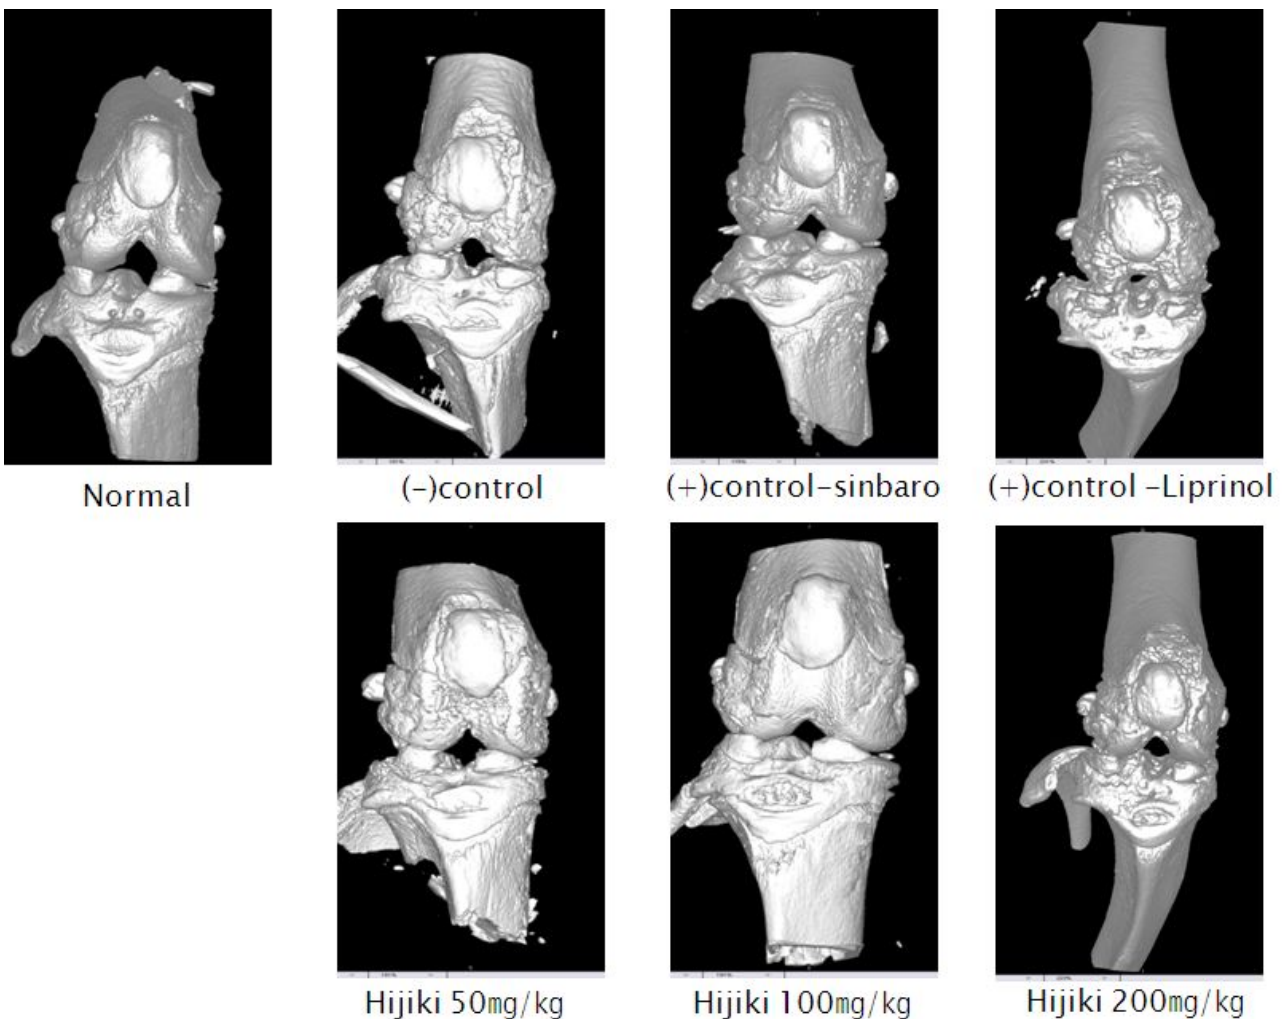 Normal
(-)control
(+)control-sinbaro
(+)control -Liprinol
Hijiki 50㎎/kg
Hijiki 100㎎/kg
Hijiki 200㎎/kg